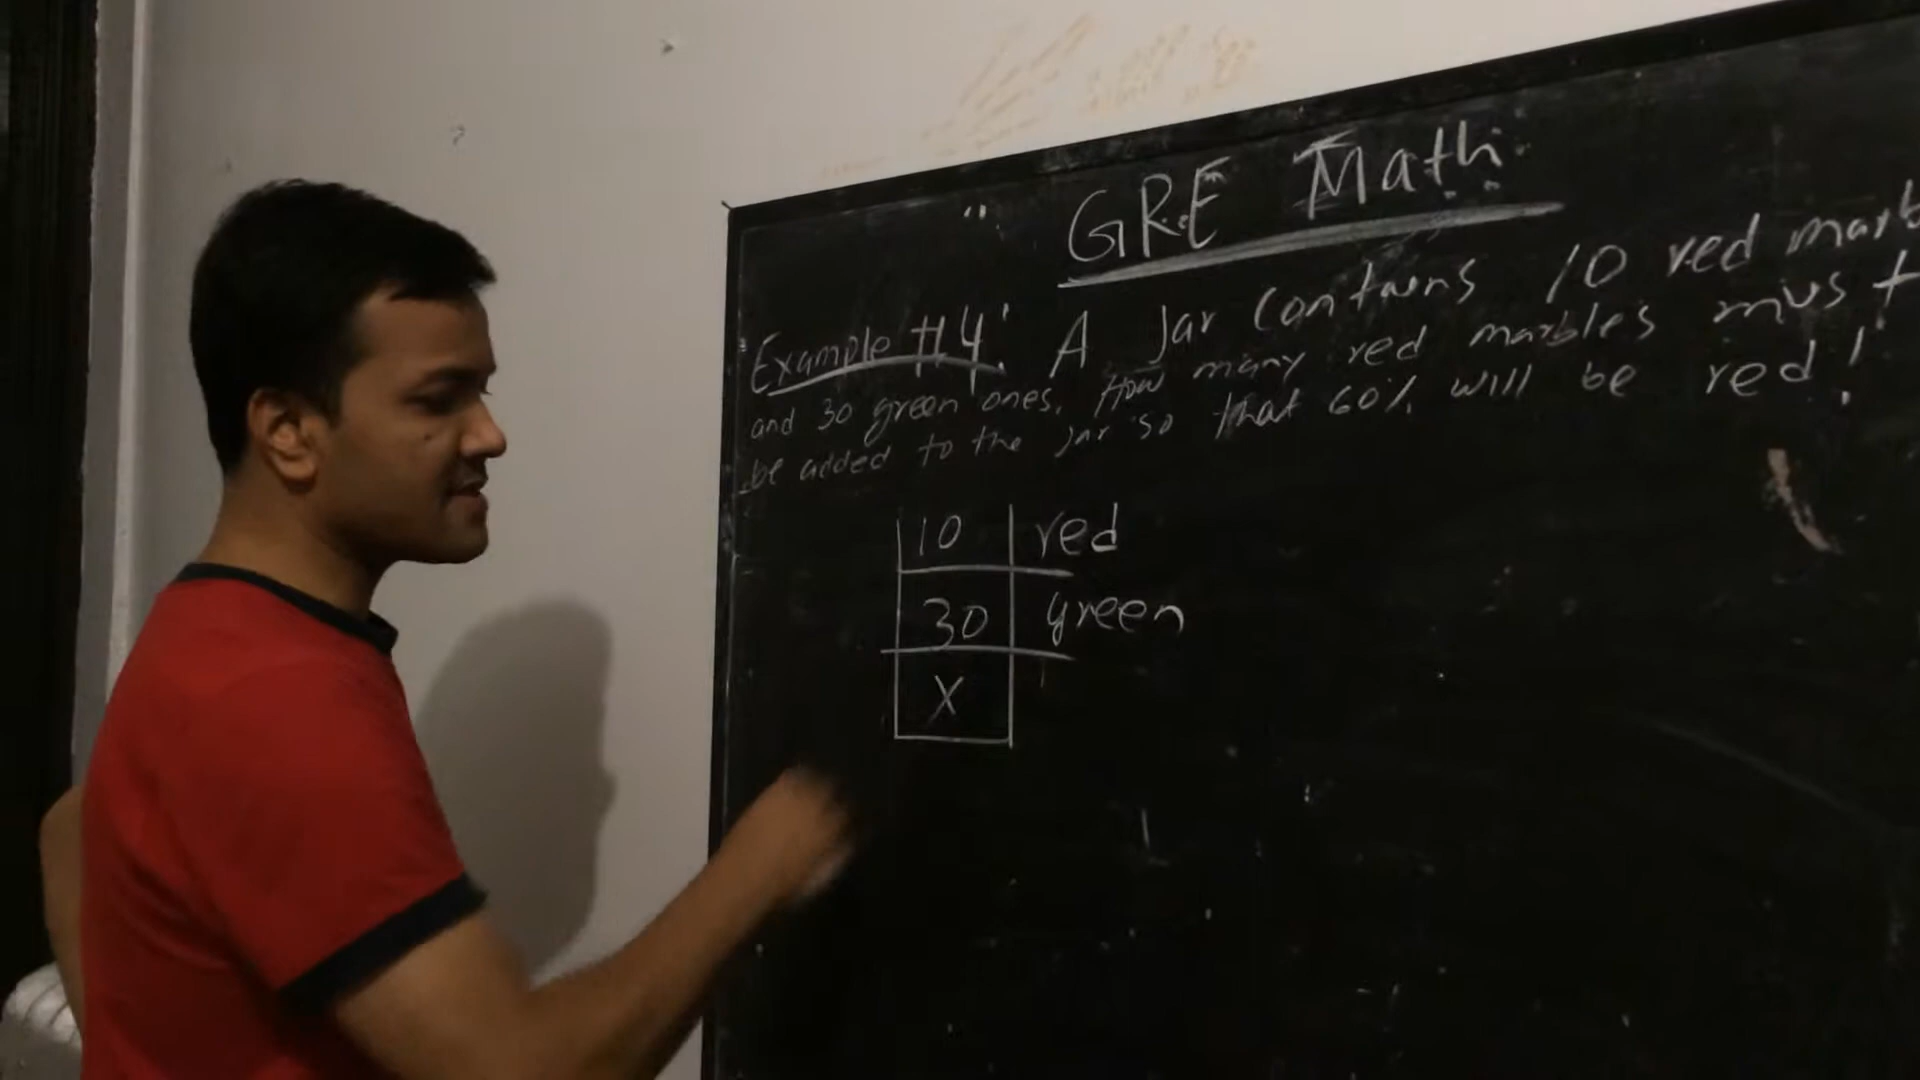 GRE Math
Example #4: A Jar contains 10 red marb
and 30 green ones. How many red marbles must
be added to the jar so that 60% will be red?
10 red
30 green
X